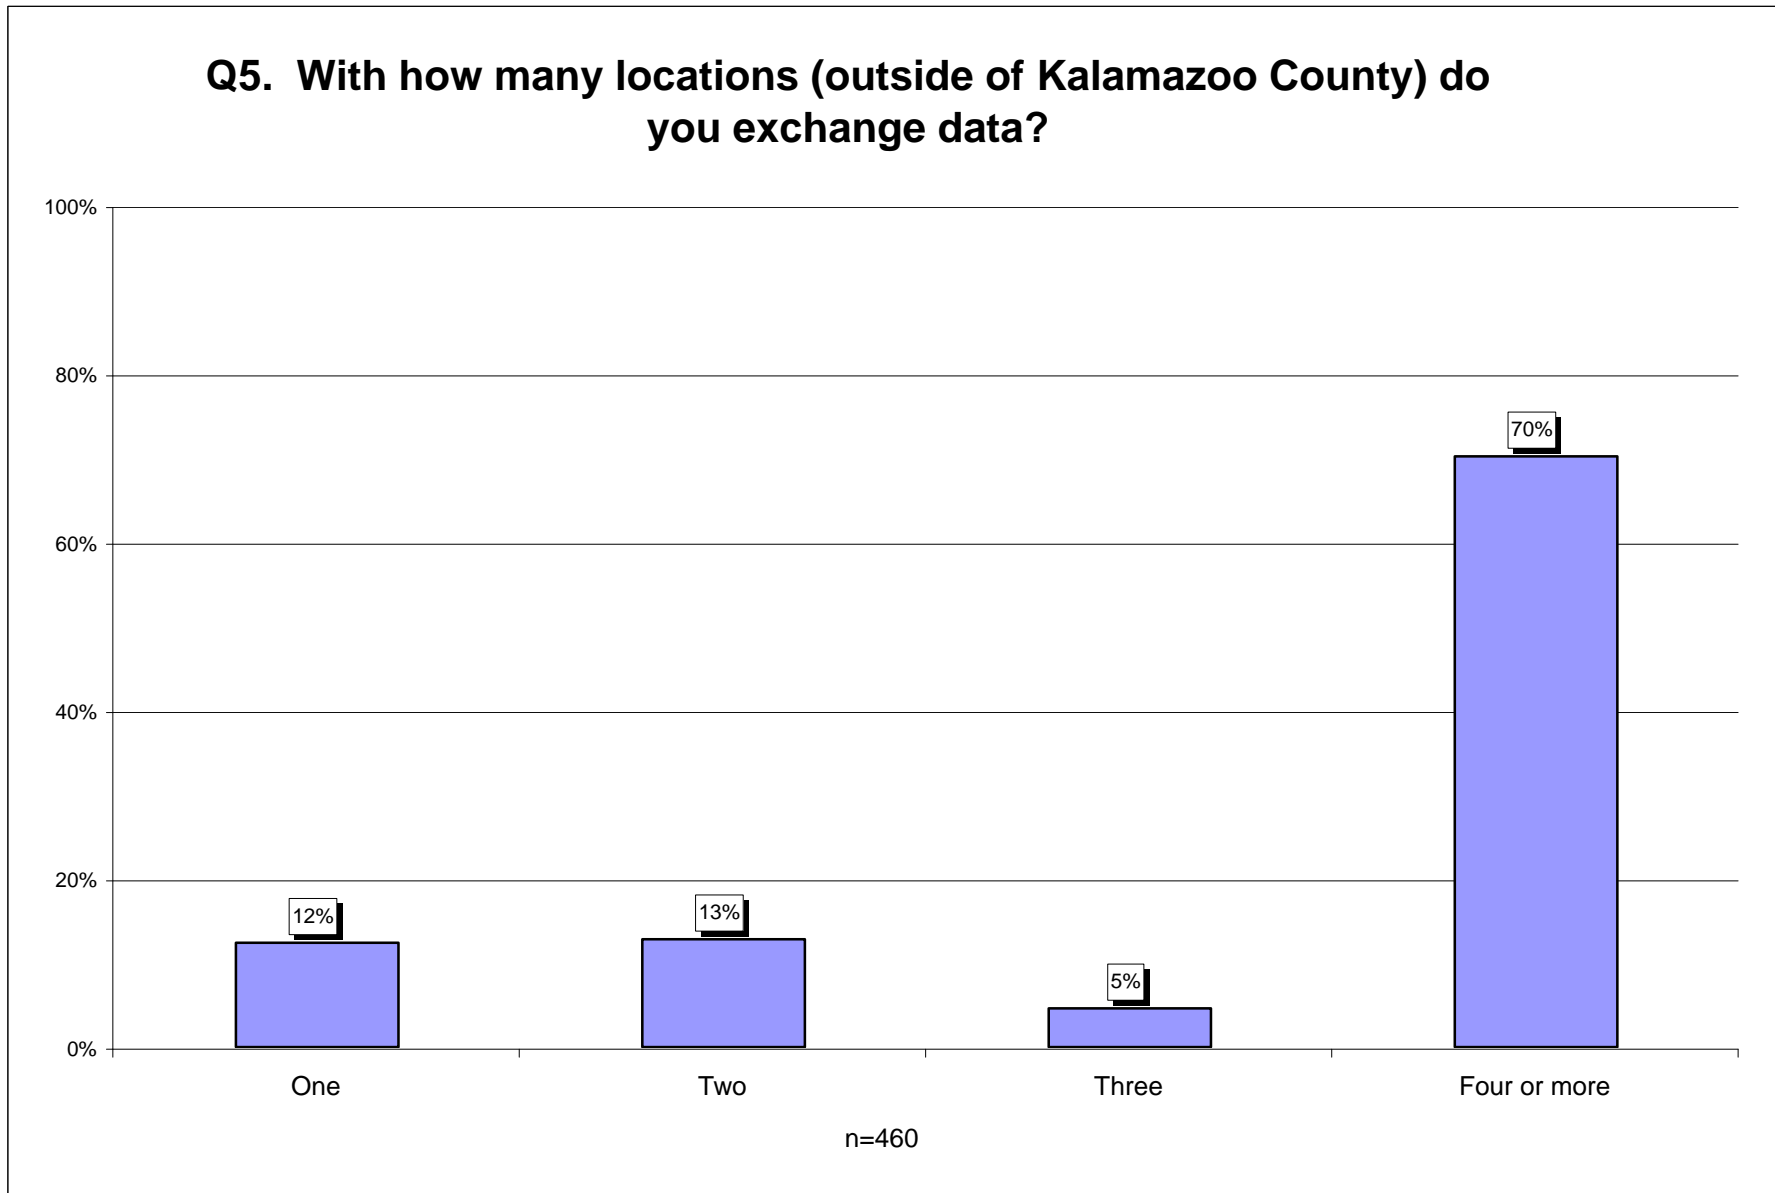 Q5.  With how many locations (outside of Kalamazoo County) do
you exchange data?
100%
80%
60%
40%
20%
0%
12%
13%
5%
70%
One
Two
Three
Four or more
n=460